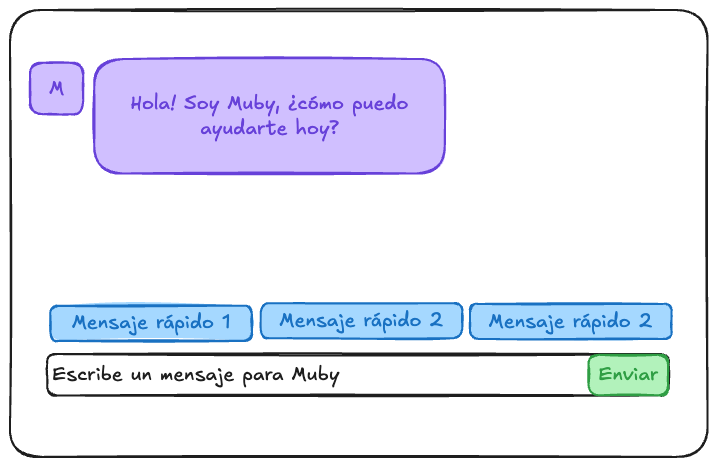 M
Hola! Soy Muby, ¿cómo puedo
ayudarte hoy?
Mensaje rápido 1
Mensaje rápido 2
Mensaje rápido 2
Escribe un mensaje para Muby
Enviar